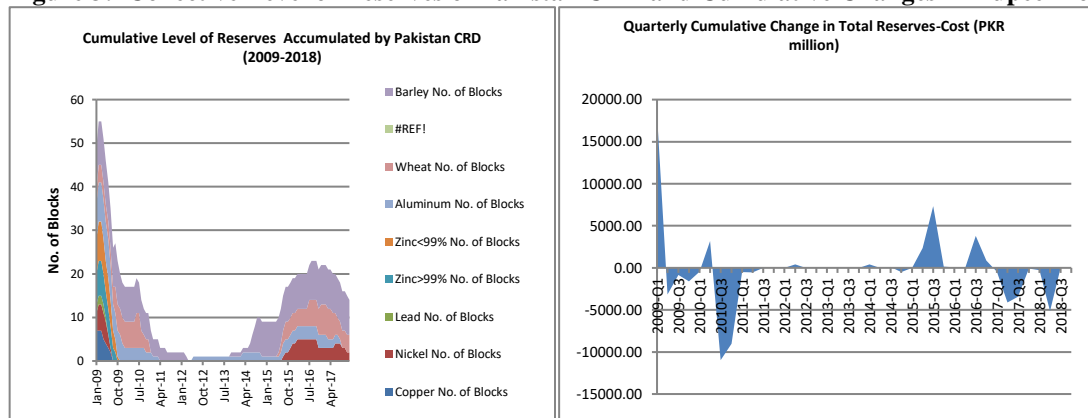 Cumulative Level of Reserves Accumulated by Pakistan CRD
(2009-2018)
No. of Blocks
60
50
40
30
20
10
0
Jan-09
Oct-09
Jul-10
Apr-11
Jan-12
Oct-12
Jul-13
Apr-14
Jan-15
Oct-15
Jul-16
Apr-17
Barley No. of Blocks
#REF!
Wheat No. of Blocks
Aluminum No. of Blocks
Zinc<99% No. of Blocks
Zinc>99% No. of Blocks
Lead No. of Blocks
Nickel No. of Blocks
Copper No. of Blocks
Quarterly Cumulative Change in Total Reserves-Cost (PKR
million)
20000.00
15000.00
10000.00
5000.00
0.00
-5000.00
-10000.00
-15000.00
2009-Q1
2009-Q3
2010-Q1
2010-Q3
2011-Q1
2011-Q3
2012-Q1
2012-Q3
2013-Q1
2013-Q3
2014-Q1
2014-Q3
2015-Q1
2015-Q3
2016-Q1
2016-Q3
2017-Q1
2017-Q3
2018-Q1
2018-Q3